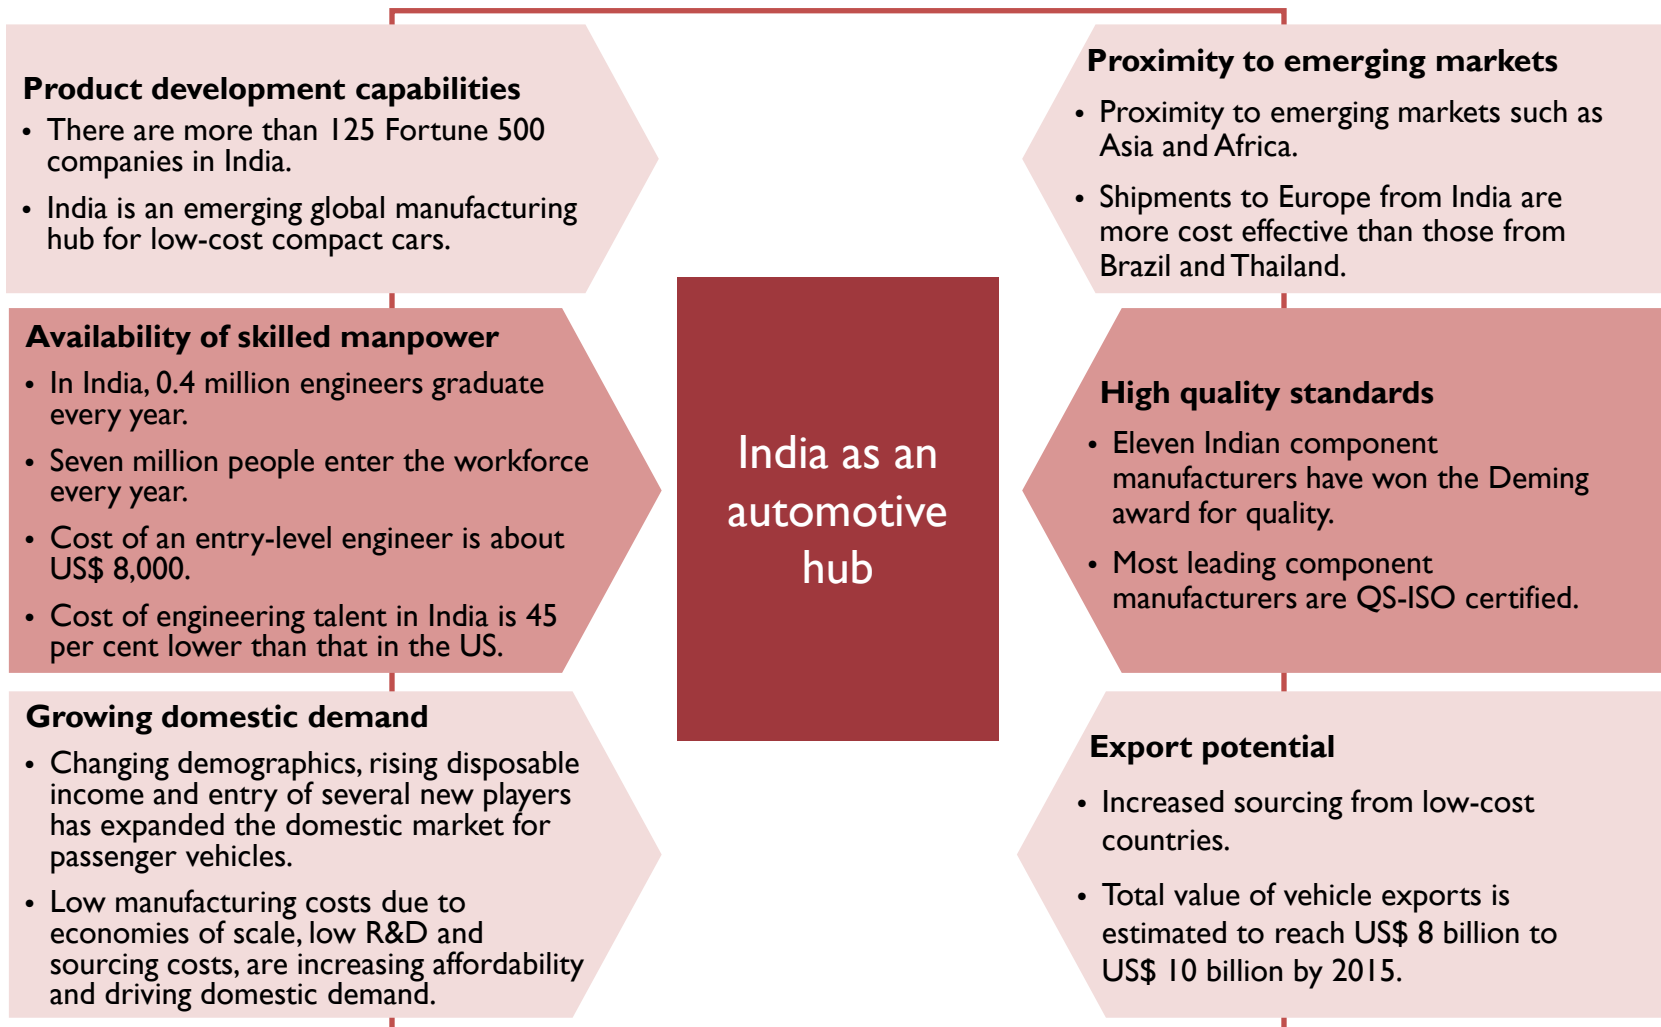 Product development capabilities
• There are more than 125 Fortune 500
companies in India.
• India is an emerging global manufacturing
hub for low-cost compact cars.
Availability of skilled manpower
• In India, 0.4 million engineers graduate
every year.
• Seven million people enter the workforce
every year.
• Cost of an entry-level engineer is about
US$ 8,000.
• Cost of engineering talent in India is 45
per cent lower than that in the US.
Growing domestic demand
• Changing demographics, rising disposable
income and entry of several new players
has expanded the domestic market for
passenger vehicles.
• Low manufacturing costs due to
economies of scale, low R&D and
sourcing costs, are increasing affordability
and driving domestic demand.
India as an
automotive
hub
Proximity to emerging markets
• Proximity to emerging markets such as
Asia and Africa.
• Shipments to Europe from India are
more cost effective than those from
Brazil and Thailand.
High quality standards
• Eleven Indian component
manufacturers have won the Deming
award for quality.
• Most leading component
manufacturers are QS-ISO certified.
Export potential
• Increased sourcing from low-cost
countries.
• Total value of vehicle exports is
estimated to reach US$ 8 billion to
US$ 10 billion by 2015.